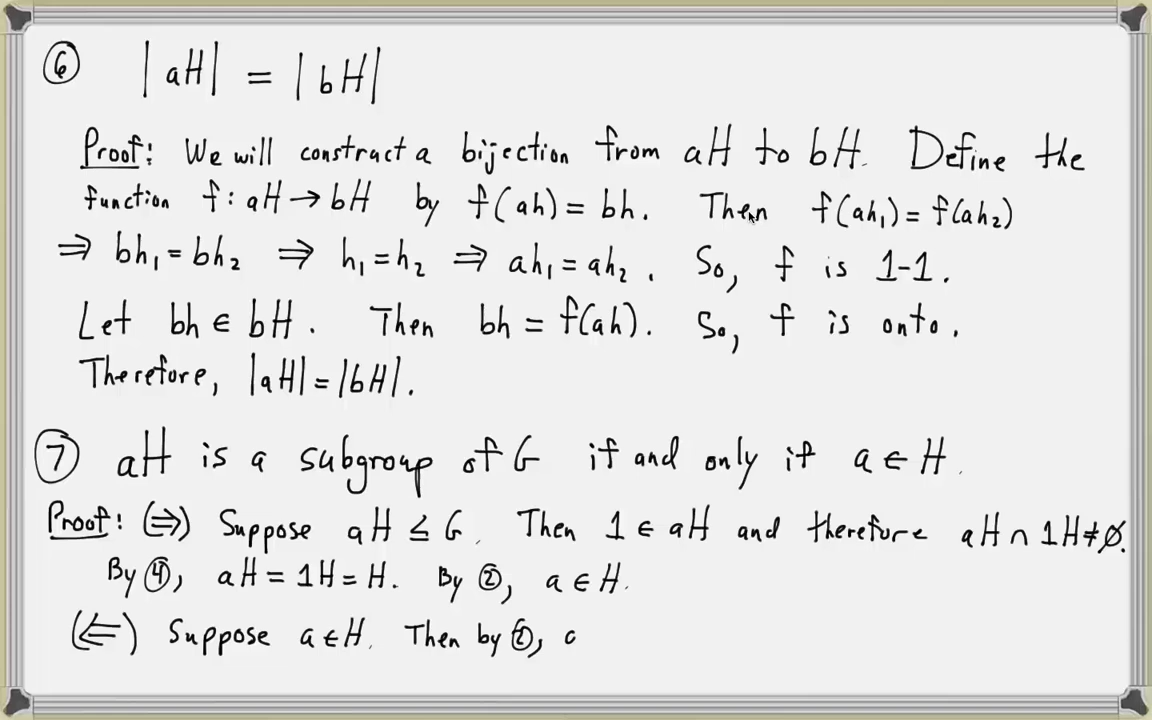 ⑥ |aH| = |bH|
Proof: We will construct a bijection from aH to bH. Define the
function f: aH → bH by f(ah) = bh. Then f(ah₁) = f(ah₂)
⇒ bh₁ = bh₂ ⇒ h₁ = h₂ ⇒ ah₁ = ah₂. So, f is 1-1.
Let bh ∈ bH. Then bh = f(ah). So, f is onto.
Therefore, |aH| = |bH|.
⑦ aH is a subgroup of G if and only if a ∈ H.
Proof: (⇒) Suppose aH ≤ G. Then 1 ∈ aH and therefore aH ∩ 1H ≠ ∅.
By ④, aH = 1H = H. By ②, a ∈ H.
(⇐) Suppose a ∈ H. Then by ②, a